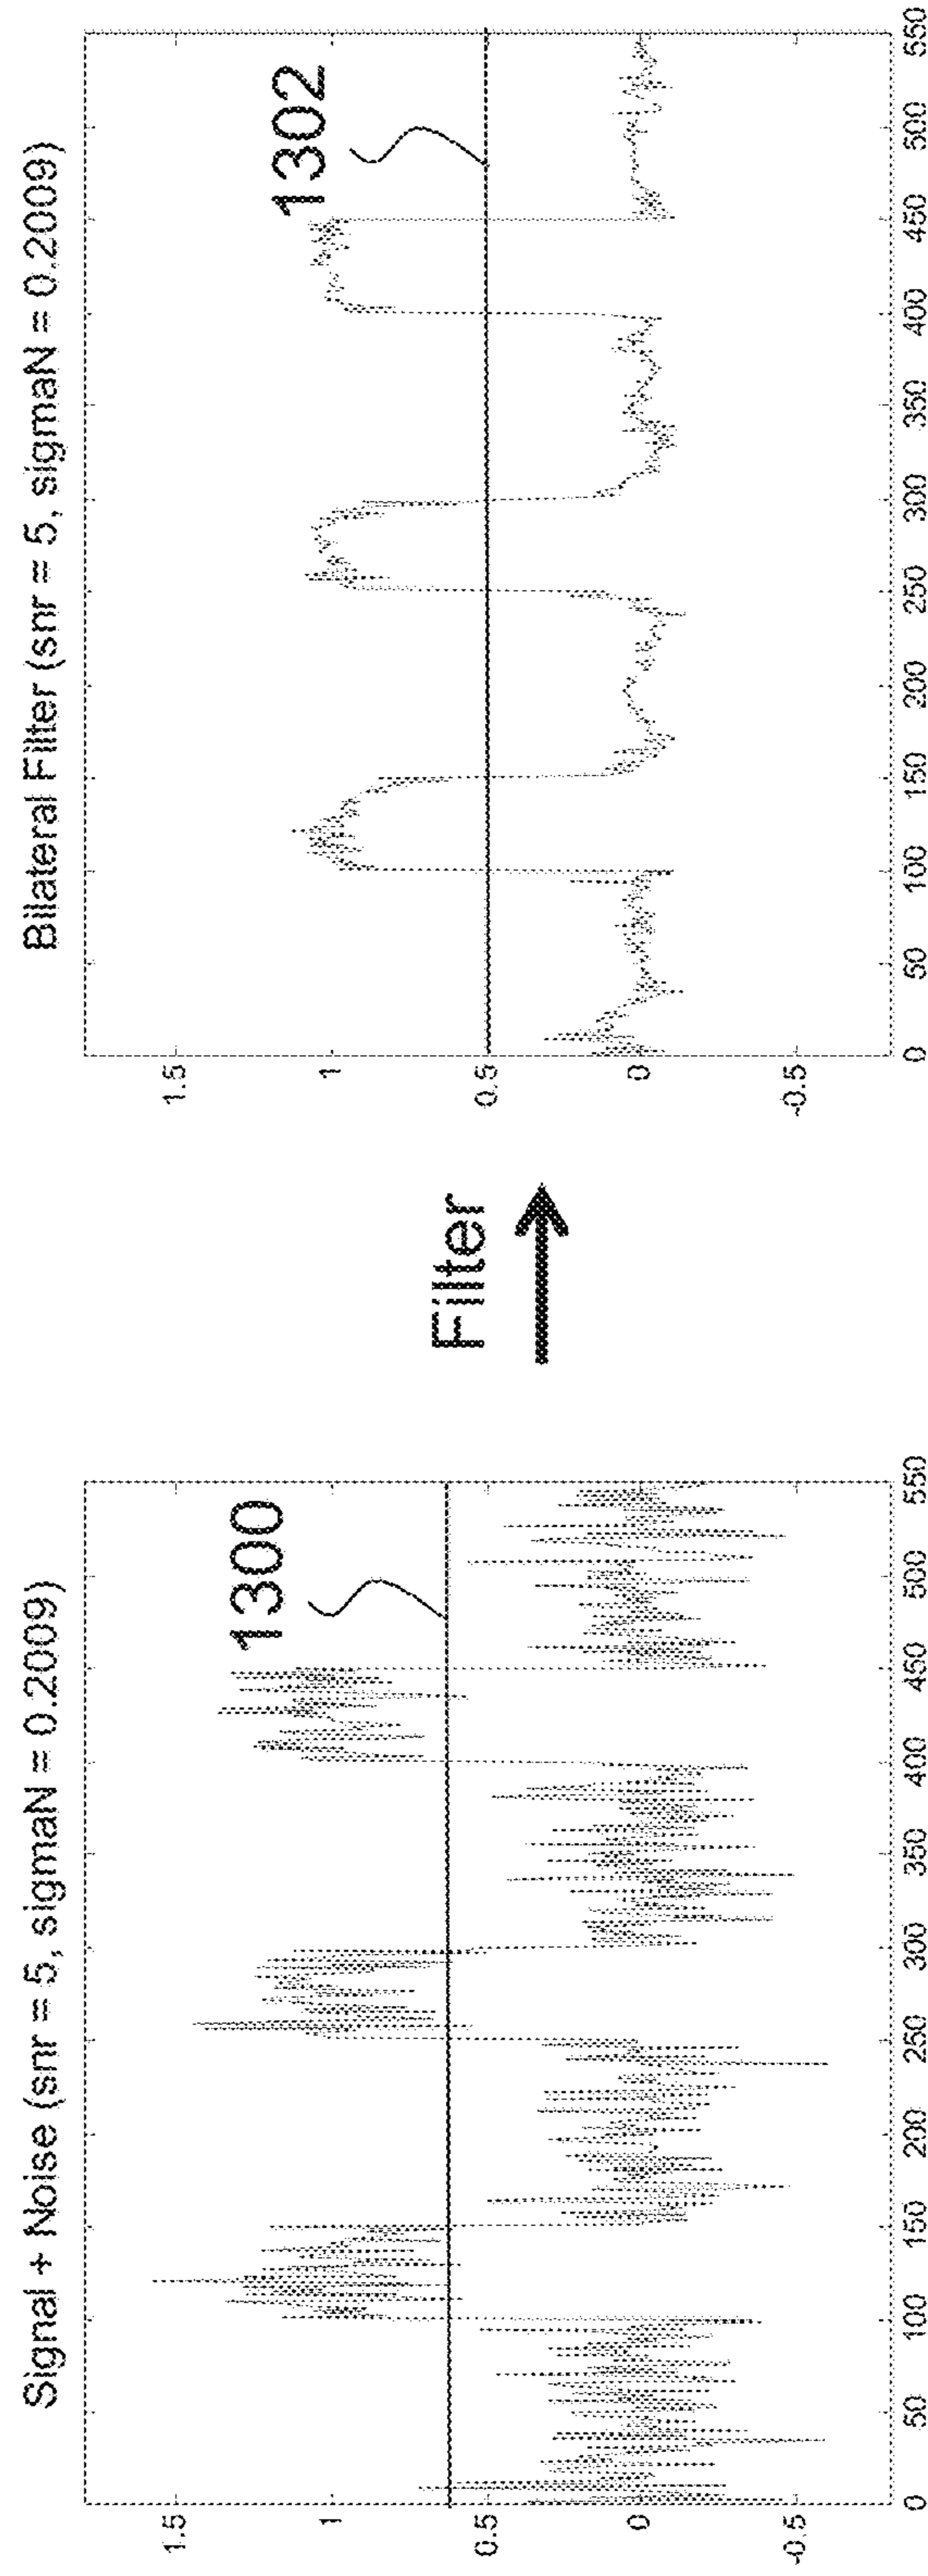 Signal + Noise (snr = 5, sigmaN = 0.2009)
1.5
1
0.5
0
-0.5
0 50 100 150 200 250 300 350 400 450 500 550
1300
Filter
Bilateral Filter (snr = 5, sigmaN = 0.2009)
1.5
1
0.5
0
-0.5
0 50 100 150 200 250 300 350 400 450 500 550
1302